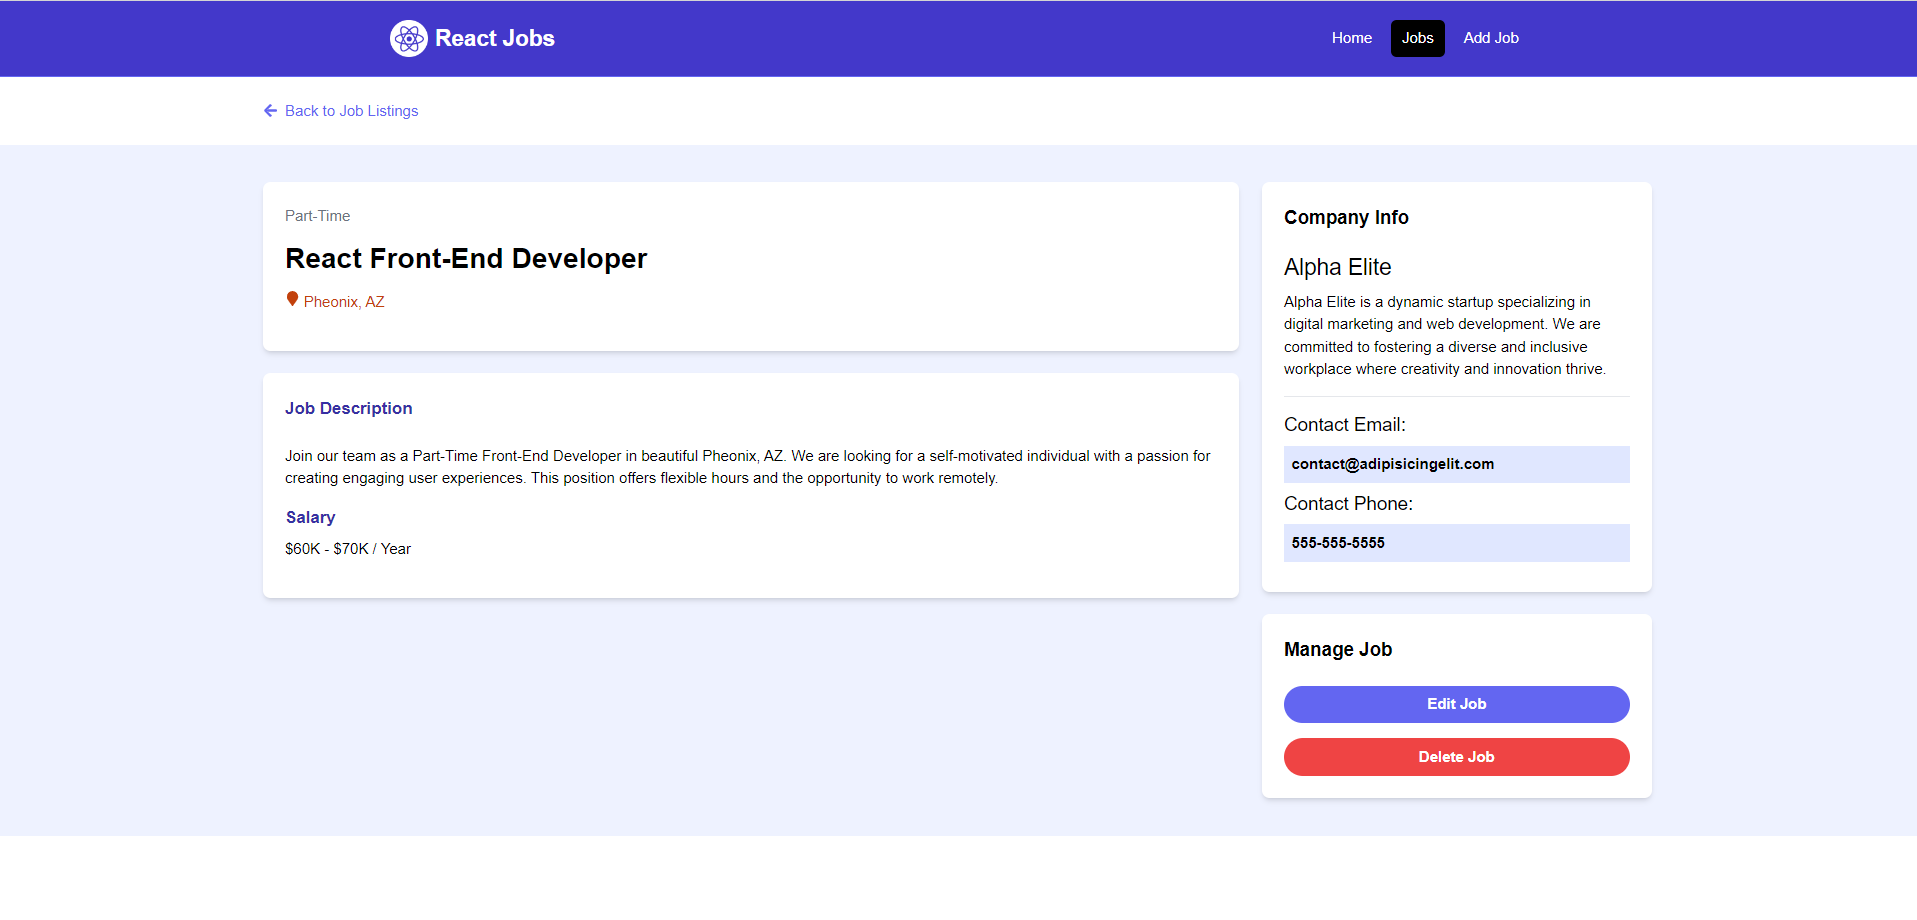 React Jobs
Home
Jobs
Add Job
Back to Job Listings
Part-Time
React Front-End Developer
Pheonix, AZ
Job Description
Join our team as a Part-Time Front-End Developer in beautiful Pheonix, AZ. We are looking for a self-motivated individual with a passion for
creating engaging user experiences. This position offers flexible hours and the opportunity to work remotely.
Salary
$60K - $70K / Year
Company Info
Alpha Elite
Alpha Elite is a dynamic startup specializing in
digital marketing and web development. We are
committed to fostering a diverse and inclusive
workplace where creativity and innovation thrive.
Contact Email:
contact@adipisicingelit.com
Contact Phone:
555-555-5555
Manage Job
Edit Job
Delete Job